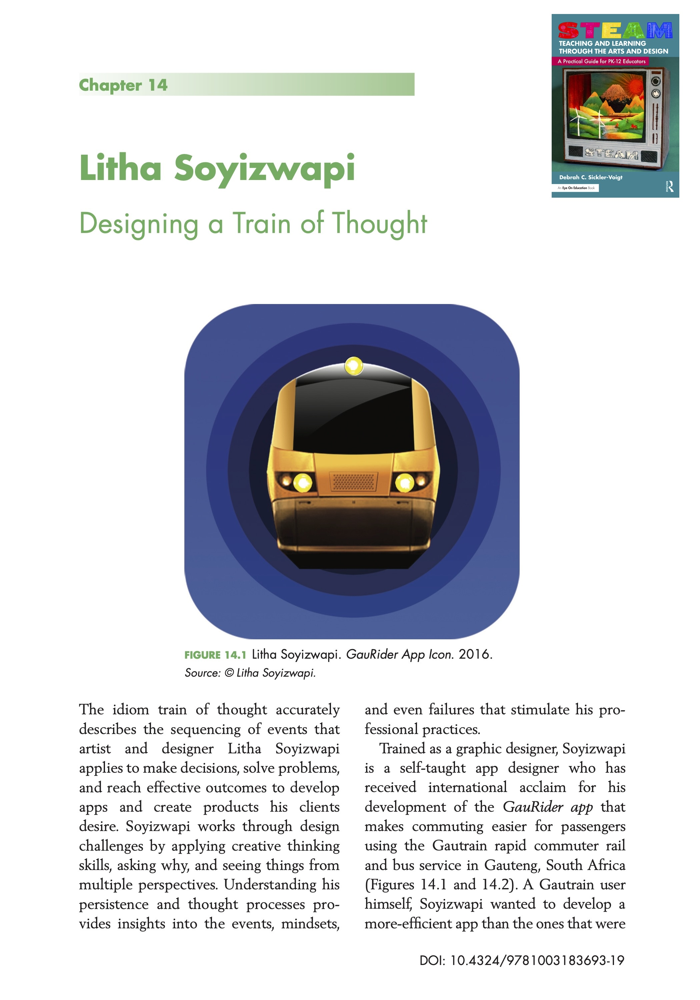 STEAM
TEACHING AND LEARNING
THROUGH THE ARTS AND DESIGN
A Practical Guide for PK-12 Educators
STEAM
Debrah C. Sickler-Voigt
An Eye On Education Book
ROUTLEDGE
Chapter 14
Litha Soyizwapi
Designing a Train of Thought
FIGURE 14.1 Litha Soyizwapi. GauRider App Icon. 2016.
Source: © Litha Soyizwapi.
The idiom train of thought accurately
describes the sequencing of events that
artist and designer Litha Soyizwapi
applies to make decisions, solve problems,
and reach effective outcomes to develop
apps and create products his clients
desire. Soyizwapi works through design
challenges by applying creative thinking
skills, asking why, and seeing things from
multiple perspectives. Understanding his
persistence and thought processes pro-
vides insights into the events, mindsets,
and even failures that stimulate his pro-
fessional practices.
Trained as a graphic designer, Soyizwapi
is a self-taught app designer who has
received international acclaim for his
development of the GauRider app that
makes commuting easier for passengers
using the Gautrain rapid commuter rail
and bus service in Gauteng, South Africa
(Figures 14.1 and 14.2). A Gautrain user
himself, Soyizwapi wanted to develop a
more-efficient app than the ones that were
DOI: 10.4324/9781003183693-19